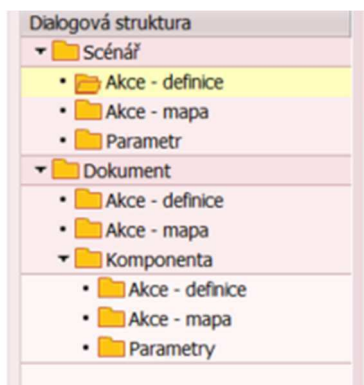 Dialogová struktura
Scénář
Akce - definice
Akce - mapa
Parametr
Dokument
Akce - definice
Akce - mapa
Komponenta
Akce - definice
Akce - mapa
Parametry